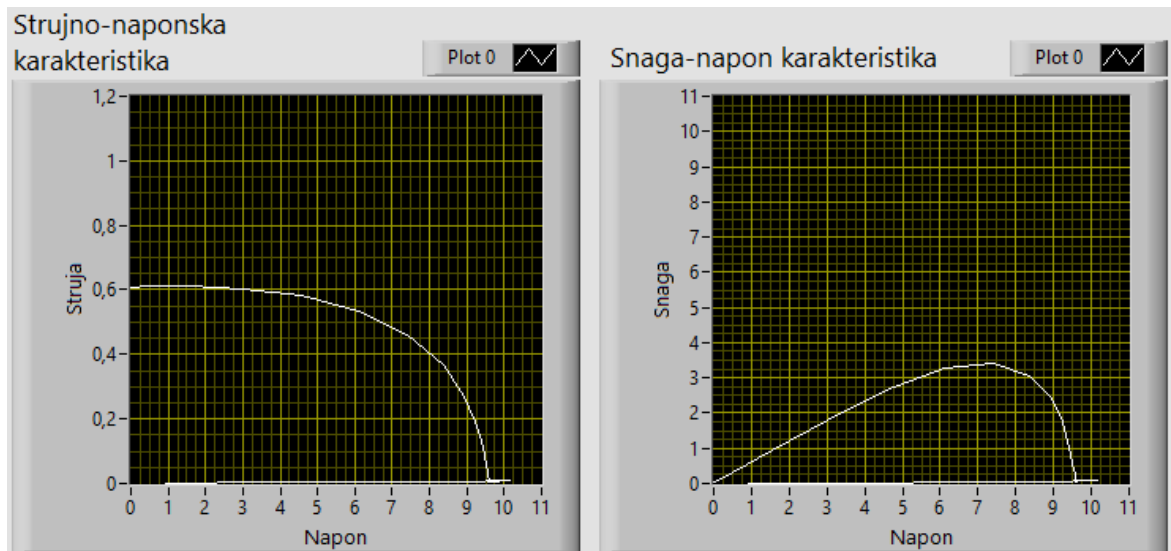 Strujno-naponska
karakteristika
Plot 0
1,2
1
0,8
0,6
0,4
0,2
0
Struja
0 1 2 3 4 5 6 7 8 9 10 11
Napon
Snaga-napon karakteristika
Plot 0
11
10
9
8
7
6
5
4
3
2
1
0
Snaga
0 1 2 3 4 5 6 7 8 9 10 11
Napon